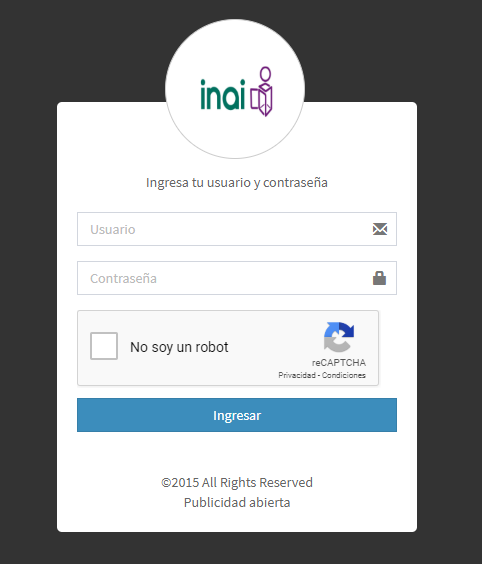 inai
Ingresa tu usuario y contraseña
Usuario
Contraseña
No soy un robot
reCAPTCHA
Privacidad - Condiciones
Ingresar
©2015 All Rights Reserved
Publicidad abierta